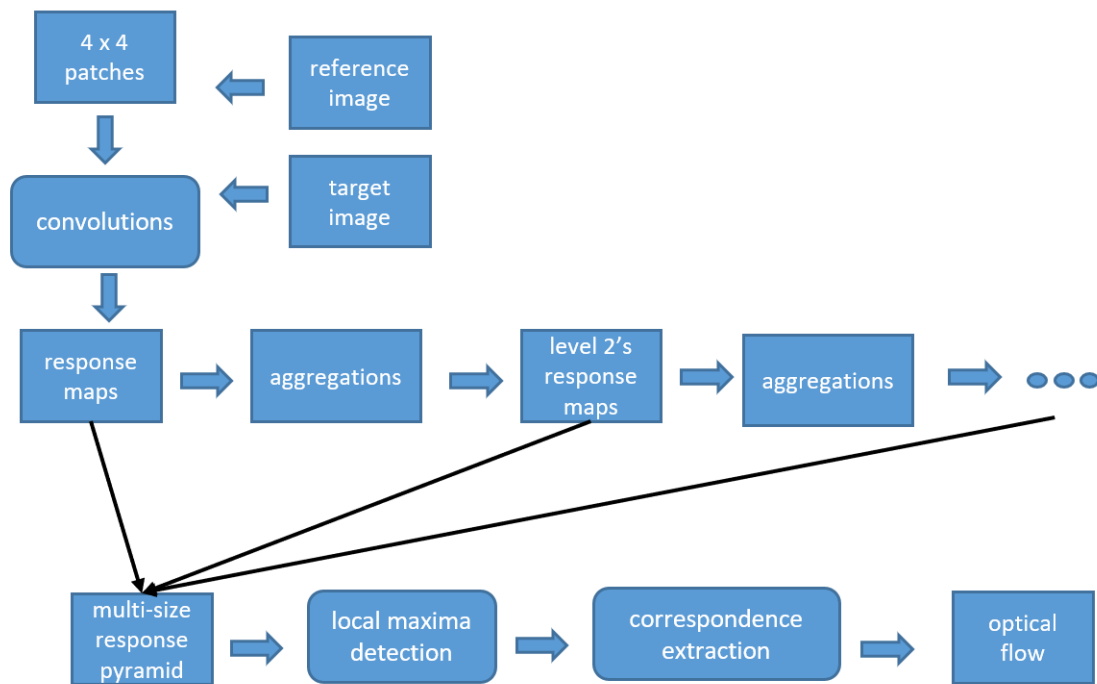 4 x 4
patches
reference
image
target
image
convolutions
response
maps
aggregations
level 2's
response
maps
aggregations
multi-size
response
pyramid
local maxima
detection
correspondence
extraction
optical
flow